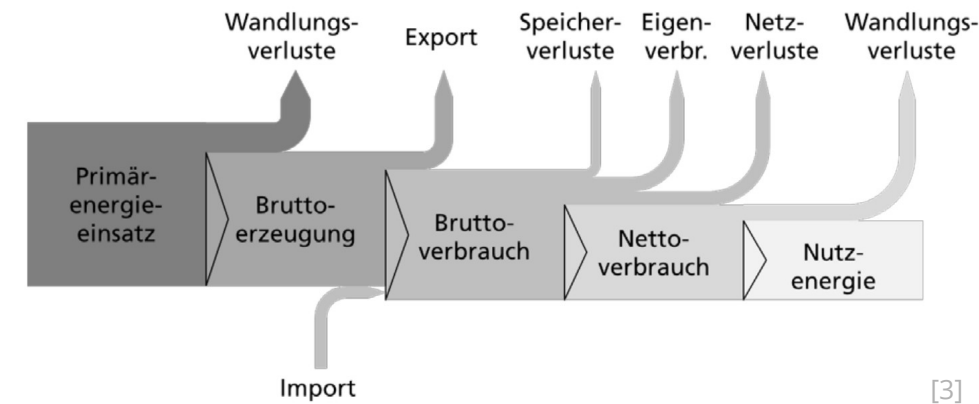 Wandlungs-
verluste
Export
Speicher-
verluste
Eigen-
verbr.
Netz-
verluste
Wandlungs-
verluste
Primär-
energie-
einsatz
Brutto-
erzeugung
Brutto-
verbrauch
Netto-
verbrauch
Nutz-
energie
Import
[3]